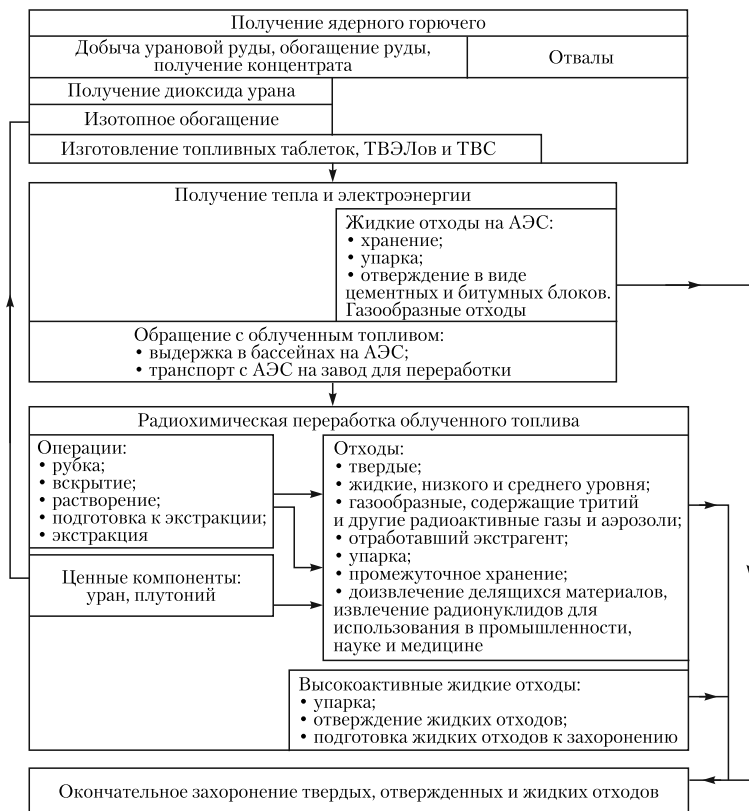 Получение ядерного горючего
Добыча урановой руды, обогащение руды,
получение концентрата
Отвалы
Получение диоксида урана
Изотопное обогащение
Изготовление топливных таблеток, ТВЭЛов и ТВС
Получение тепла и электроэнергии
Жидкие отходы на АЭС:
• хранение;
• упарка;
• отверждение в виде
цементных и битумных блоков.
Газообразные отходы
Обращение с облученным топливом:
• выдержка в бассейнах на АЭС;
• транспорт с АЭС на завод для переработки
Радиохимическая переработка облученного топлива
Операции:
• рубка;
• вскрытие;
• растворение;
• подготовка к экстракции;
• экстракция
Ценные компоненты:
уран, плутоний
Отходы:
• твердые;
• жидкие, низкого и среднего уровня;
• газообразные, содержащие тритий
и другие радиоактивные газы и аэрозоли;
• отработавший экстрагент;
• упарка;
• промежуточное хранение;
• доизвлечение делящихся материалов,
извлечение радионуклидов для
использования в промышленности,
науке и медицине
Высокоактивные жидкие отходы:
• упарка;
• отверждение жидких отходов;
• подготовка жидких отходов к захоронению
Окончательное захоронение твердых, отвержденных и жидких отходов